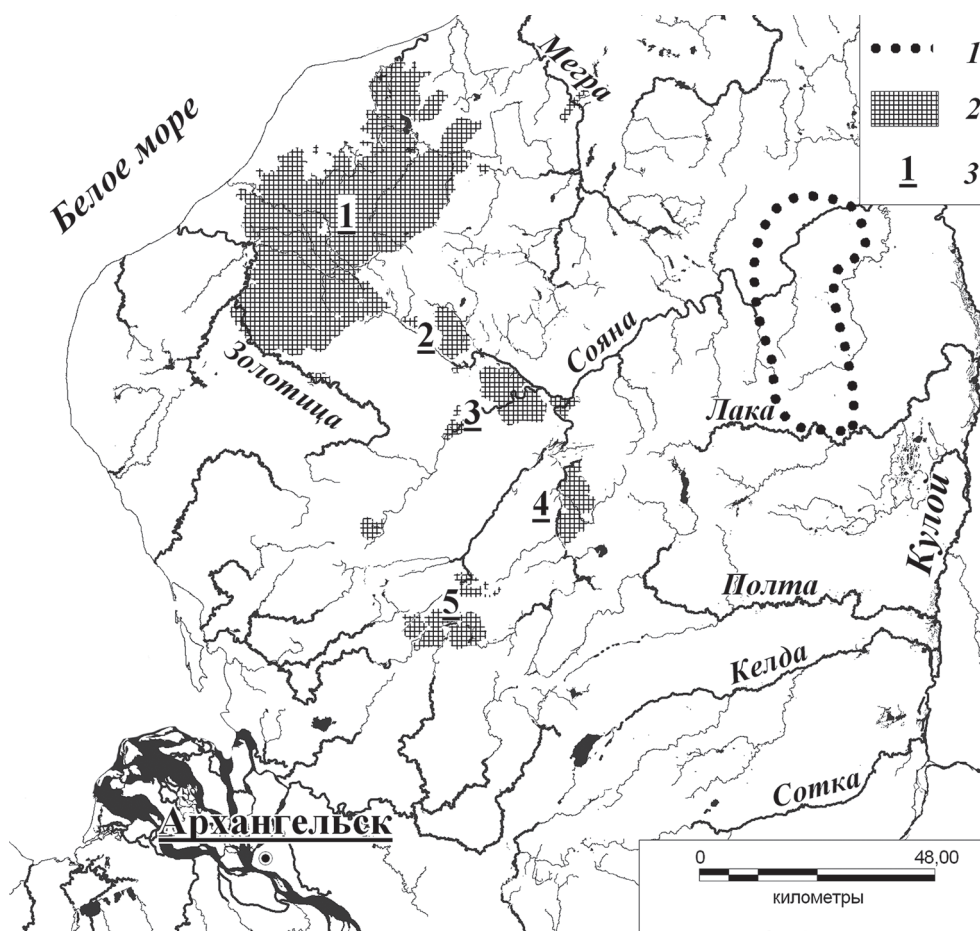 Мегра
1
2
1 3
Белое море
1
2
Сояна
Золотица
3
Лака
4
Кулой
Полта
5
Келда
Сотка
Архангельск
0 48,00
километры